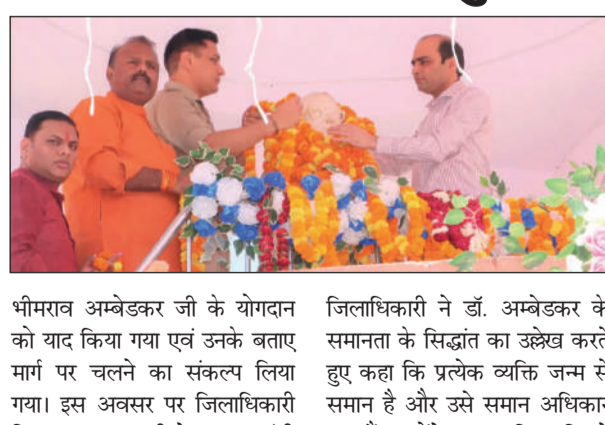 भीमराव अम्बेडकर जी के योगदान
को याद किया गया एवं उनके बताए
मार्ग पर चलने का संकल्प लिया
गया। इस अवसर पर जिलाधिकारी
जिलाधिकारी ने डॉ. अम्बेडकर के
समानता के सिद्धांत का उल्लेख करते
हुए कहा कि प्रत्येक व्यक्ति जन्म से
समान है और उसे समान अधिकार